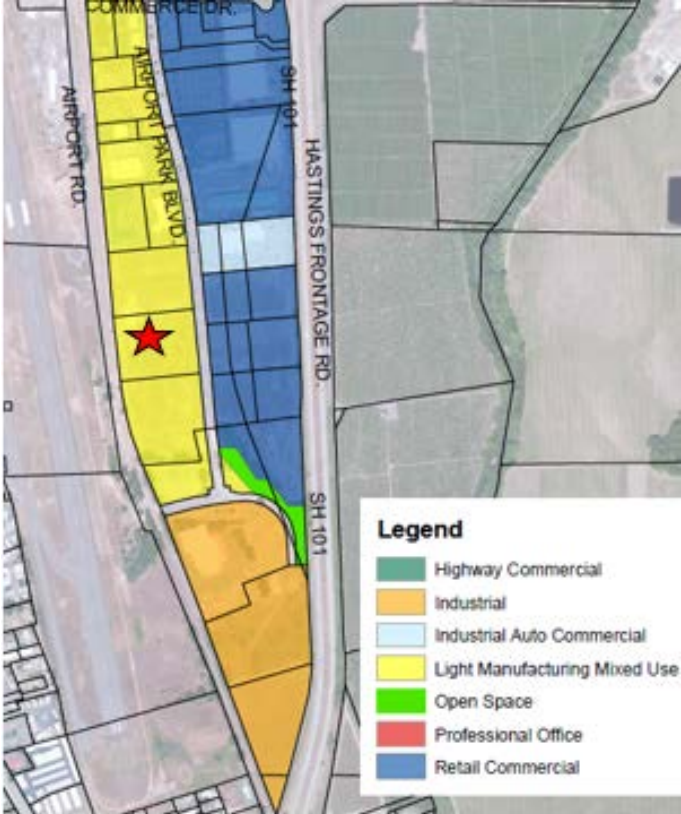 COMMERCE DR.
AIRPORT RD.
AIRPORT PARK BLVD.
SH 101
HASTINGS FRONTAGE RD.
SH 101
Legend
Highway Commercial
Industrial
Industrial Auto Commercial
Light Manufacturing Mixed Use
Open Space
Professional Office
Retail Commercial